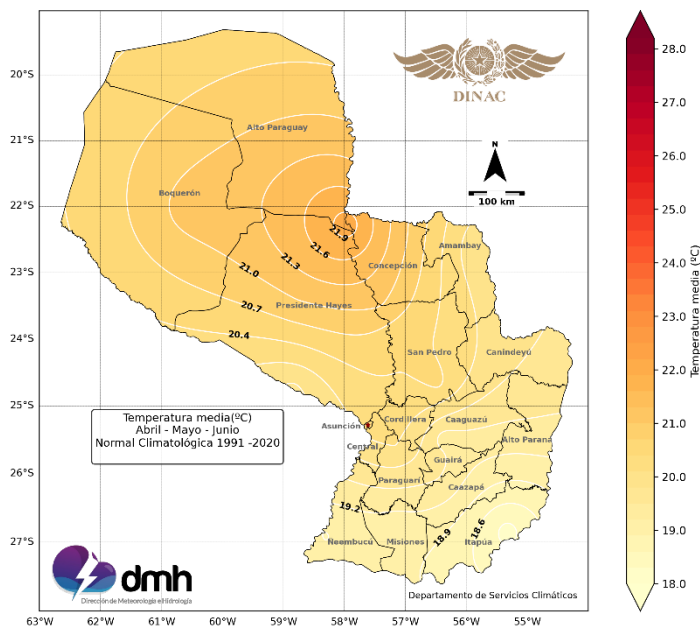 DINAC
N
100 km
20°S
21°S
22°S
23°S
24°S
25°S
26°S
27°S
63°W
62°W
61°W
60°W
59°W
58°W
57°W
56°W
55°W
54°W
Alto Paraguay
Boquerón
Amambay
Concepción
Presidente Hayes
San Pedro
Canindeyú
Asunción
Cordillera
Caaguazú
Central
Alto Paraná
Guairá
Paraguarí
Caazapá
Ñeembucú
Misiones
Itapúa
21.9
21.6
21.3
21.0
20.7
20.4
19.2
18.9
18.6
Temperatura media(ºC)
Abril - Mayo - Junio
Normal Climatológica 1991 -2020
dmh
Dirección de Meteorología e Hidrología
Departamento de Servicios Climáticos
28.0
27.0
26.0
25.0
24.0
23.0
22.0
21.0
20.0
19.0
18.0
Temperatura media (ºC)